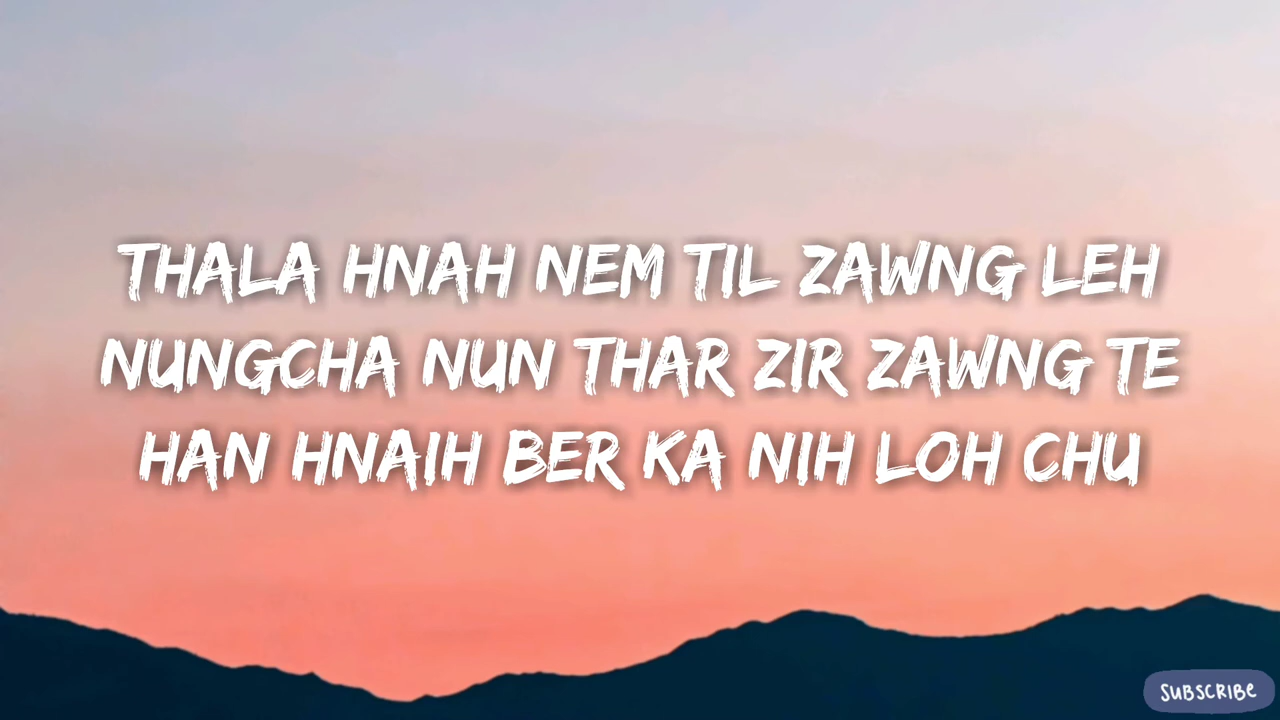 THALA HNAH NEM TIL ZAWNG LEH
NUNGCHA NUN THAR ZIR ZAWNG TE
HAN HNAIH BER KA NIH LOH CHU
SUBSCRIBE